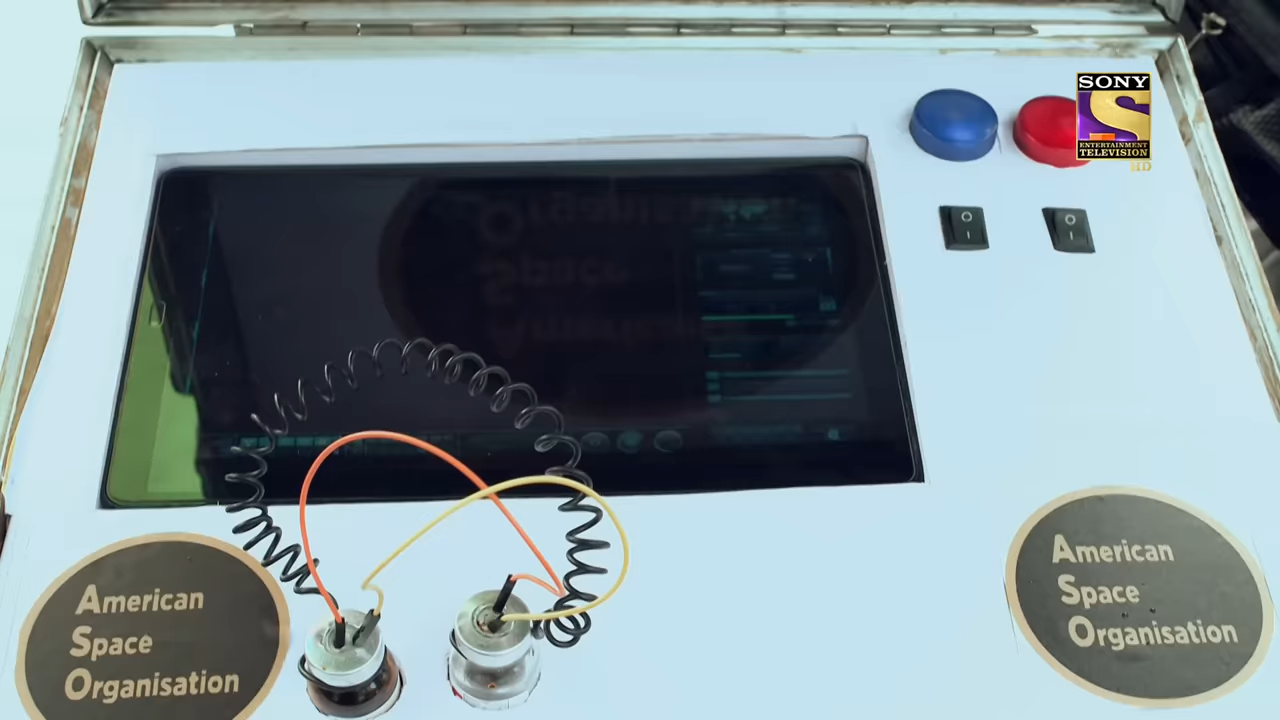 SONY
S
ENTERTAINMENT
TELEVISION
HD
O I
O I
American
Space
Organisation
American
Space
Organisation